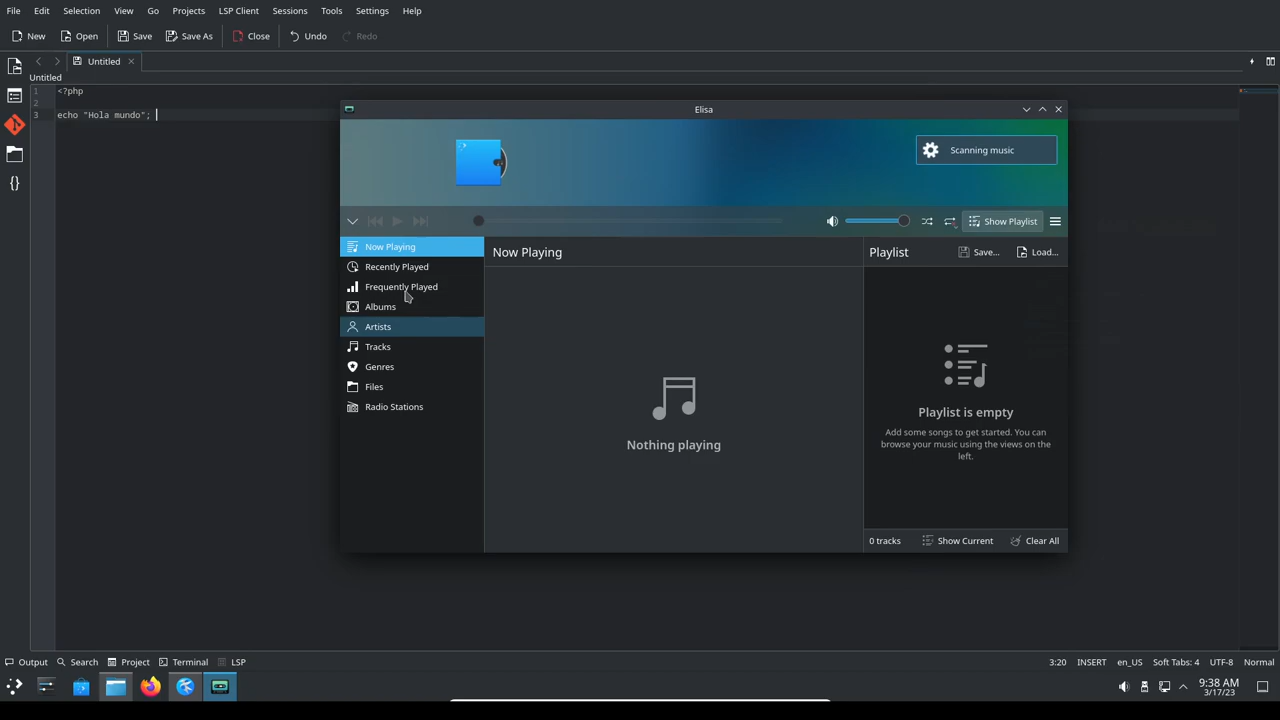 File Edit Selection View Go Projects LSP Client Sessions Tools Settings Help
New Open Save Save As Close Undo Redo
Untitled
Untitled
1 <?php
2
3 echo "Hola mundo";
Elisa
Scanning music
Show Playlist
Now Playing
Recently Played
Frequently Played
Albums
Artists
Tracks
Genres
Files
Radio Stations
Now Playing
Nothing playing
Playlist Save... Load...
Playlist is empty
Add some songs to get started. You can
browse your music using the views on the
left.
0 tracks Show Current Clear All
Output Search Project Terminal LSP 3:20 INSERT en_US Soft Tabs: 4 UTF-8 Normal
9:38 AM
3/17/23